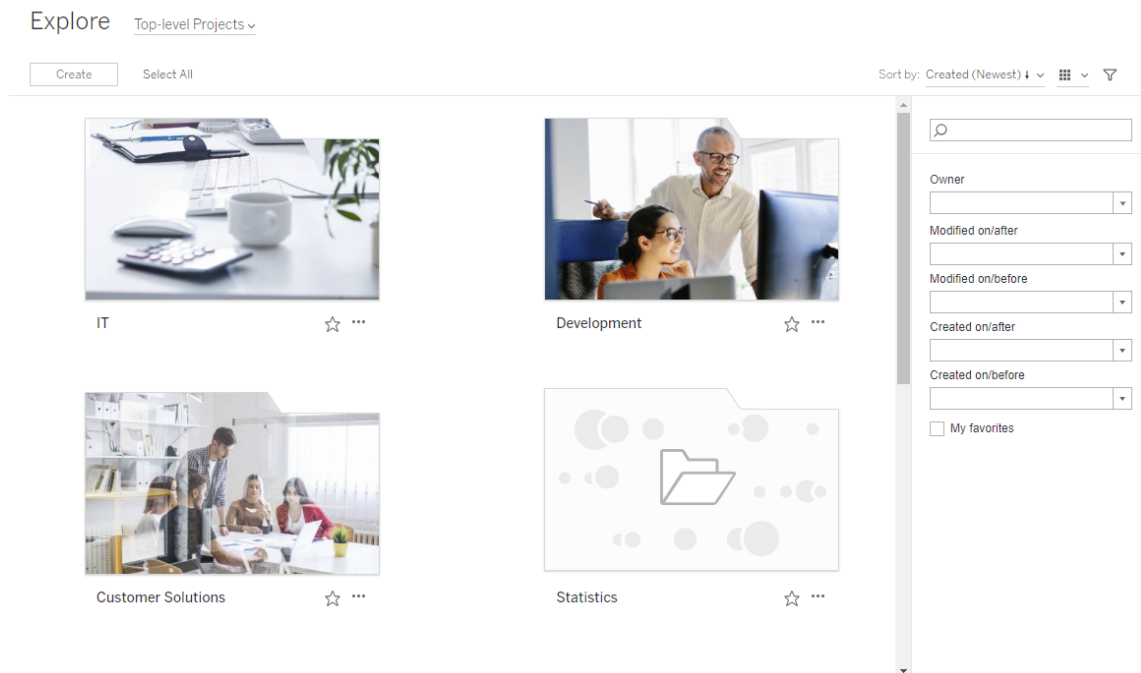 Explore Top-level Projects
Create Select All Sort by: Created (Newest)
IT
Development
Customer Solutions
Statistics
Owner
Modified on/after
Modified on/before
Created on/after
Created on/before
My favorites